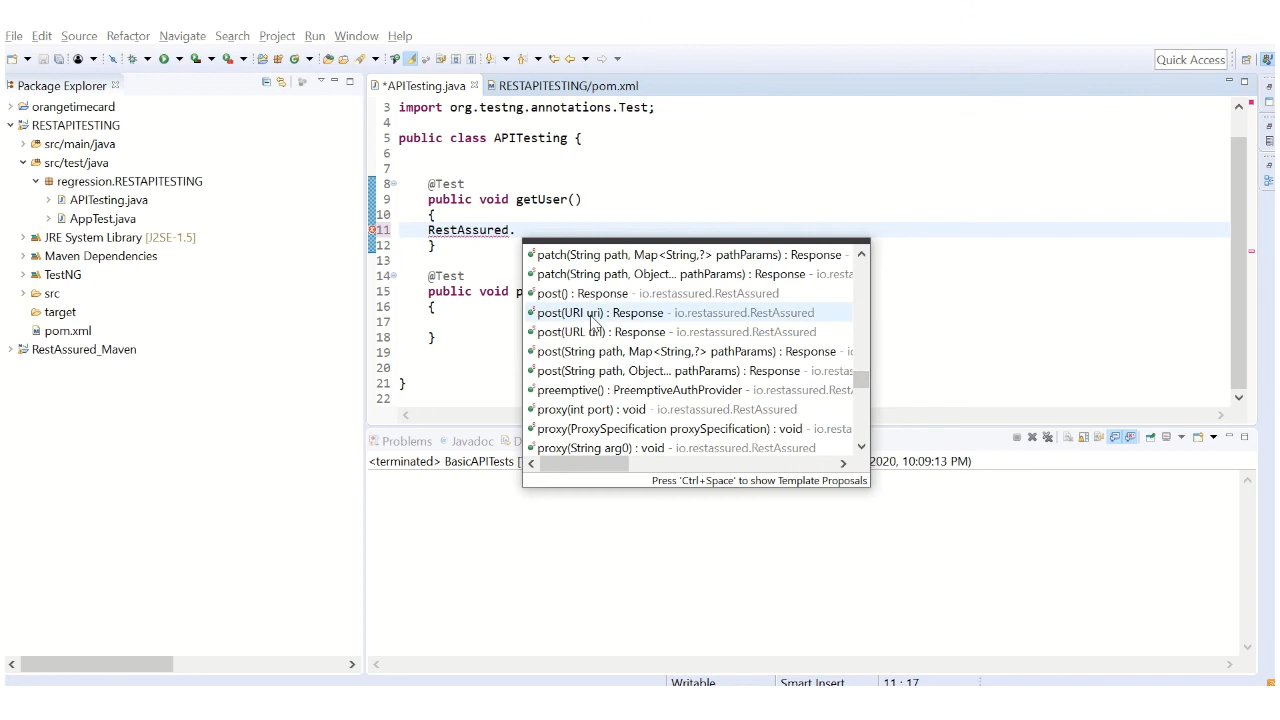 File Edit Source Refactor Navigate Search Project Run Window Help
Quick Access
Package Explorer
orangetimecard
RESTAPITESTING
src/main/java
src/test/java
regression.RESTAPITESTING
APITesting.java
AppTest.java
JRE System Library [J2SE-1.5]
Maven Dependencies
TestNG
src
target
pom.xml
RestAssured_Maven
*APITesting.java RESTAPITESTING/pom.xml
3 import org.testng.annotations.Test;
4
5 public class APITesting {
6
7
8 @Test
9 public void getUser()
10 {
11 RestAssured.
12 }
13
14 @Test
15 public void p
16 {
17
18 }
19
20
21 }
22
patch(String path, Map<String,?> pathParams) : Response -
patch(String path, Object... pathParams) : Response - io.resta
post() : Response - io.restassured.RestAssured
post(URI uri) : Response - io.restassured.RestAssured
post(URL url) : Response - io.restassured.RestAssured
post(String path, Map<String,?> pathParams) : Response - ic
post(String path, Object... pathParams) : Response - io.resta
preemptive() : PreemptiveAuthProvider - io.restassured.RestA
proxy(int port) : void - io.restassured.RestAssured
proxy(ProxySpecification proxySpecification) : void - io.resta
proxy(String arg0) : void - io.restassured.RestAssured
Press 'Ctrl+Space' to show Template Proposals
Problems Javadoc D
<terminated> BasicAPITests [ 2020, 10:09:13 PM)
Writable Smart Insert 11 : 17